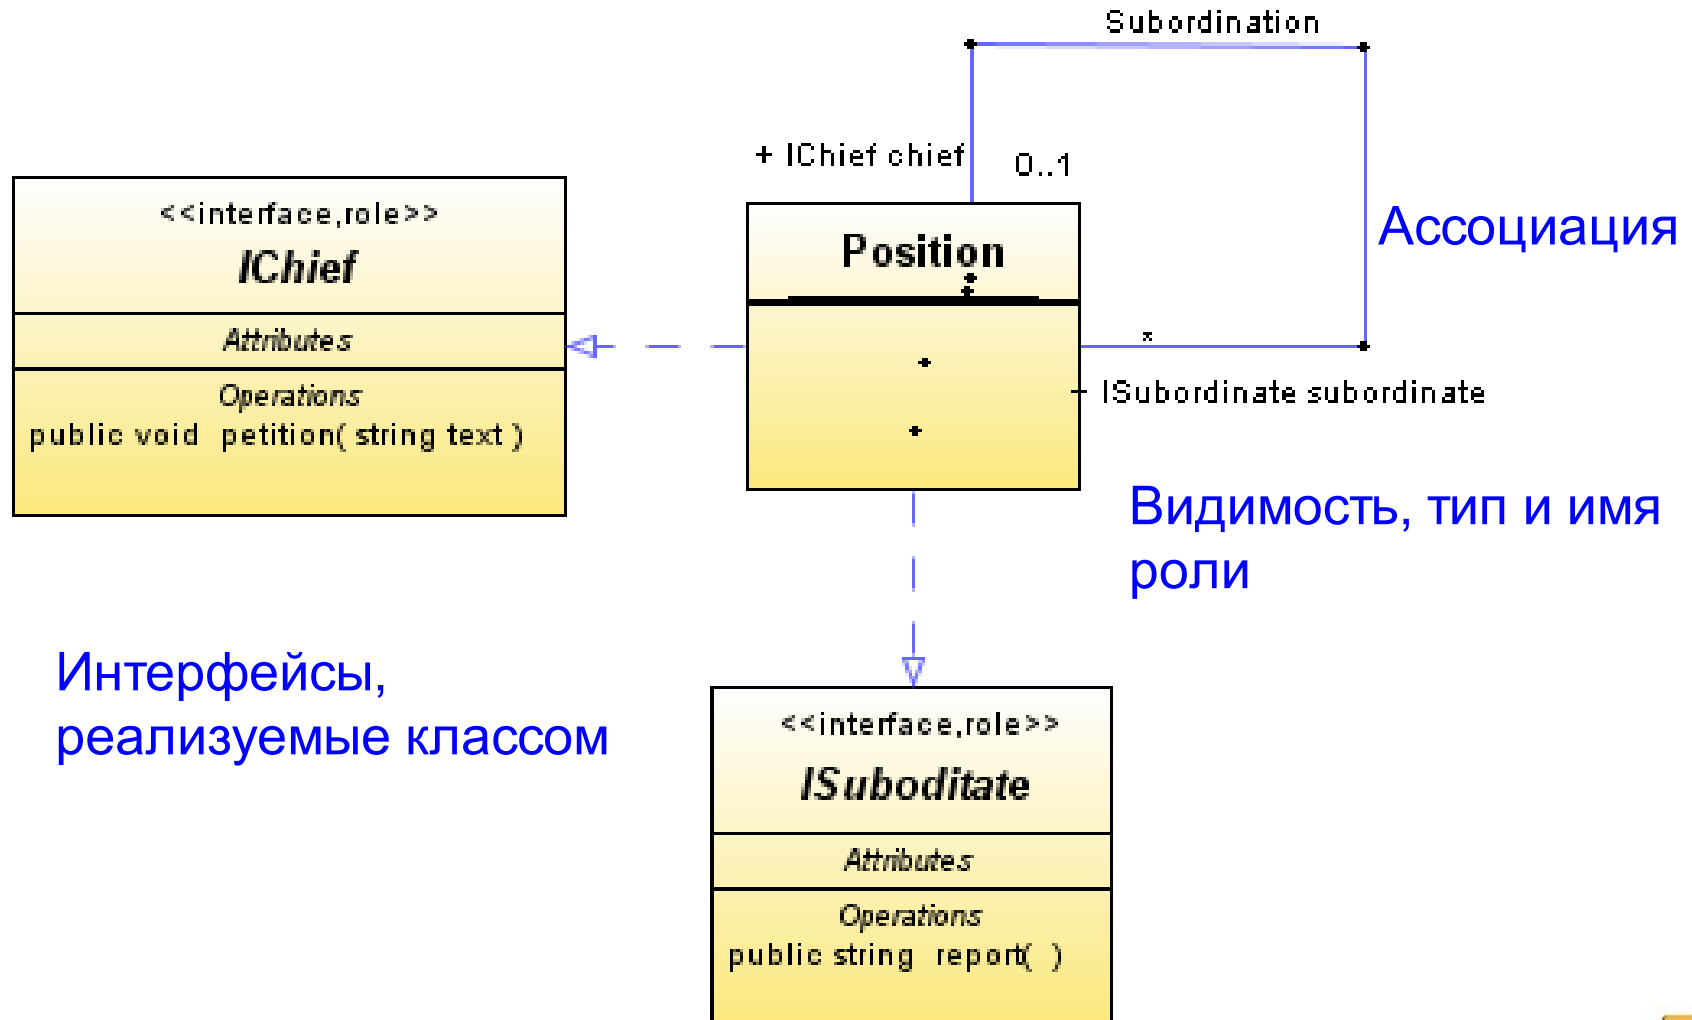 Subordination
+ IChief chief
0..1
<<interface,role>>
IChief
Attributes
Operations
public void petition( string text )
Position
Ассоциация
*
+ ISubordinate subordinate
Видимость, тип и имя
роли
Интерфейсы,
реализуемые классом
<<interface,role>>
ISuboditate
Attributes
Operations
public string report( )